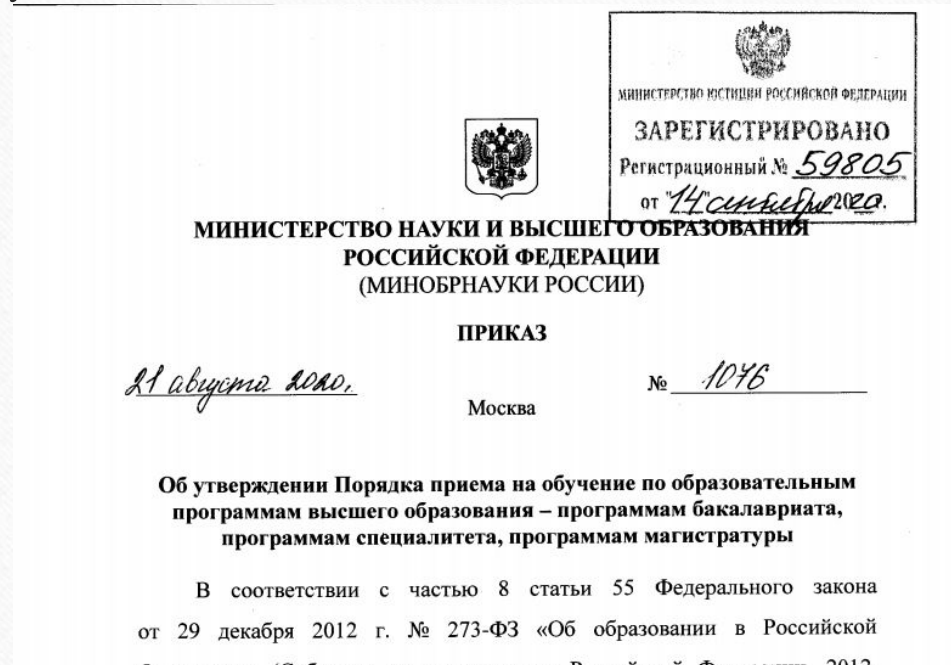 МИНИСТЕРСТВО ЮСТИЦИИ РОССИЙСКОЙ ФЕДЕРАЦИИ
ЗАРЕГИСТРИРОВАНО
Регистрационный № 59805
от "14" сентября 2020.
МИНИСТЕРСТВО НАУКИ И ВЫСШЕГО ОБРАЗОВАНИЯ
РОССИЙСКОЙ ФЕДЕРАЦИИ
(МИНОБРНАУКИ РОССИИ)
ПРИКАЗ
21 августа 2020г.
№ 1076
Москва
Об утверждении Порядка приема на обучение по образовательным
программам высшего образования – программам бакалавриата,
программам специалитета, программам магистратуры
В соответствии с частью 8 статьи 55 Федерального закона
от 29 декабря 2012 г. № 273-ФЗ «Об образовании в Российской